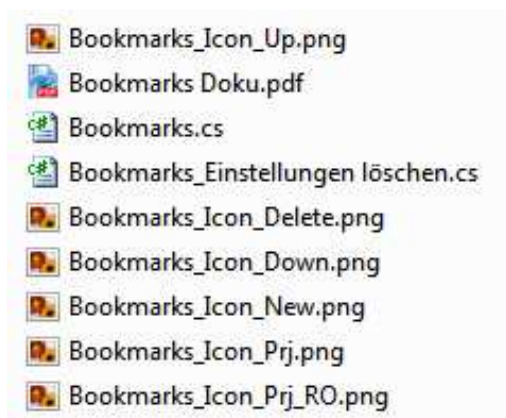 Bookmarks_Icon_Up.png
Bookmarks Doku.pdf
Bookmarks.cs
Bookmarks_Einstellungen löschen.cs
Bookmarks_Icon_Delete.png
Bookmarks_Icon_Down.png
Bookmarks_Icon_New.png
Bookmarks_Icon_Prj.png
Bookmarks_Icon_Prj_RO.png